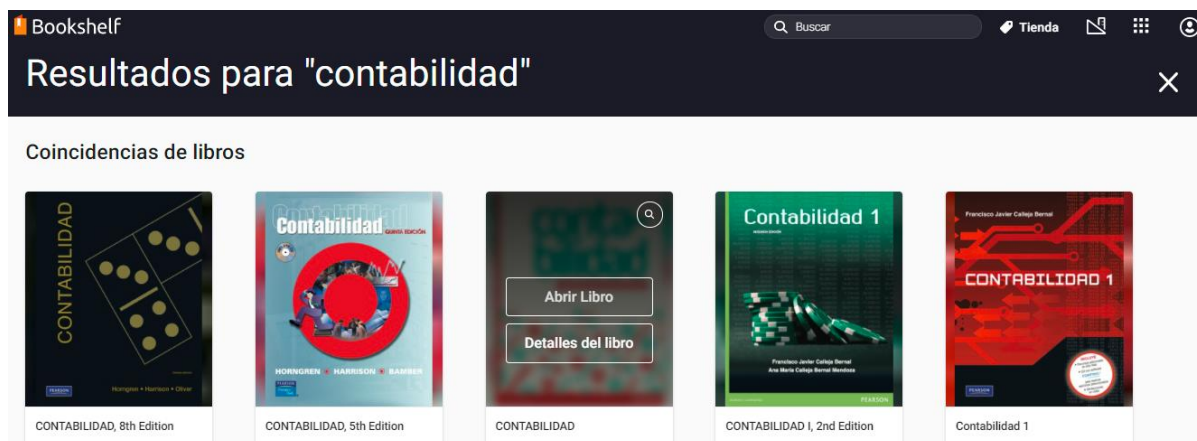 Bookshelf
Buscar
Tienda
Resultados para "contabilidad"
Coincidencias de libros
CONTABILIDAD
PEARSON
Horngren • Harrison • Oliver
CONTABILIDAD, 8th Edition
Contabilidad
QUINTA EDICIÓN
HORNGREN • HARRISON • BAMBER
CONTABILIDAD, 5th Edition
Abrir Libro
Detalles del libro
CONTABILIDAD
Contabilidad 1
SEGUNDA EDICIÓN
Francisco Javier Calleja Bernal
Ana María Calleja Bernal Mendoza
PEARSON
CONTABILIDAD I, 2nd Edition
Francisco Javier Calleja Bernal
CONTABILIDAD 1
PEARSON
Contabilidad 1